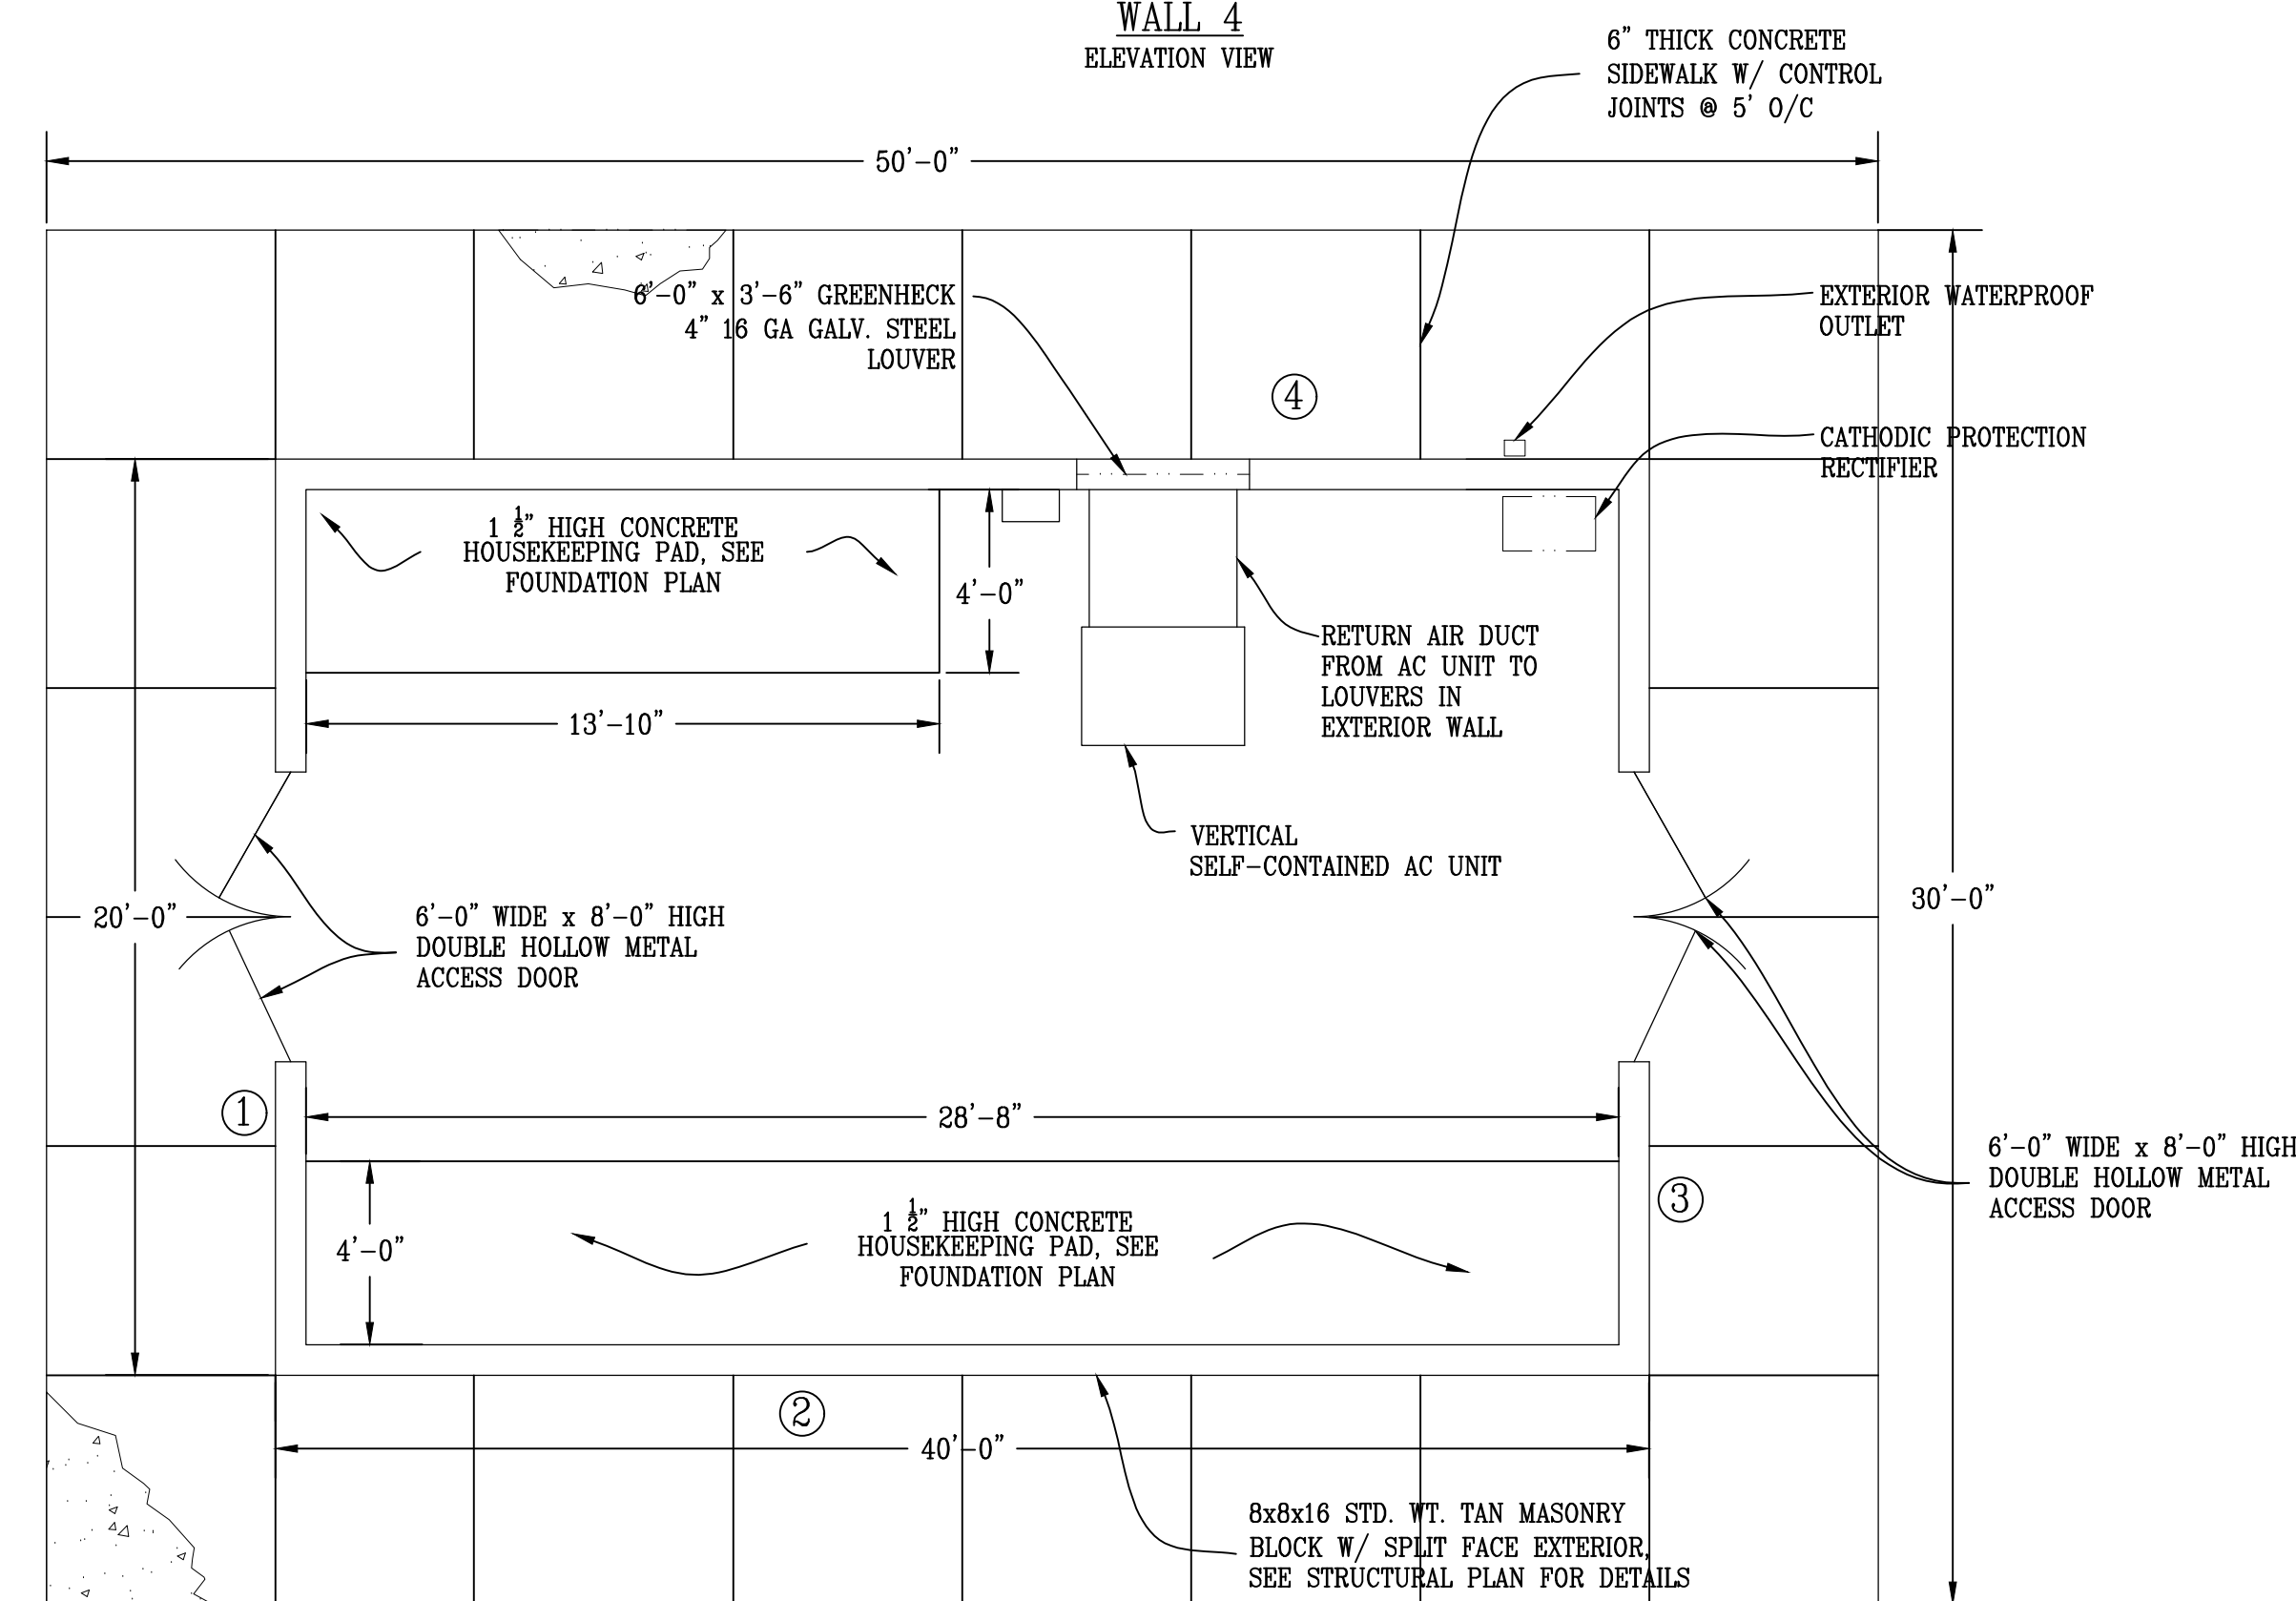 WALL 4
ELEVATION VIEW
6" THICK CONCRETE
SIDEWALK W/ CONTROL
JOINTS @ 5' O/C
50'-0"
6'-0" x 3'-6" GREENHECK
4" 16 GA GALV. STEEL
LOUVER
EXTERIOR WATERPROOF
OUTLET
4
CATHODIC PROTECTION
RECTIFIER
1 1/2" HIGH CONCRETE
HOUSEKEEPING PAD, SEE
FOUNDATION PLAN
4'-0"
RETURN AIR DUCT
FROM AC UNIT TO
LOUVERS IN
EXTERIOR WALL
13'-10"
VERTICAL
SELF-CONTAINED AC UNIT
20'-0"
6'-0" WIDE x 8'-0" HIGH
DOUBLE HOLLOW METAL
ACCESS DOOR
30'-0"
1
28'-8"
6'-0" WIDE x 8'-0" HIGH
DOUBLE HOLLOW METAL
ACCESS DOOR
3
4'-0"
1 1/2" HIGH CONCRETE
HOUSEKEEPING PAD, SEE
FOUNDATION PLAN
2
40'-0"
8x8x16 STD. WT. TAN MASONRY
BLOCK W/ SPLIT FACE EXTERIOR,
SEE STRUCTURAL PLAN FOR DETAILS